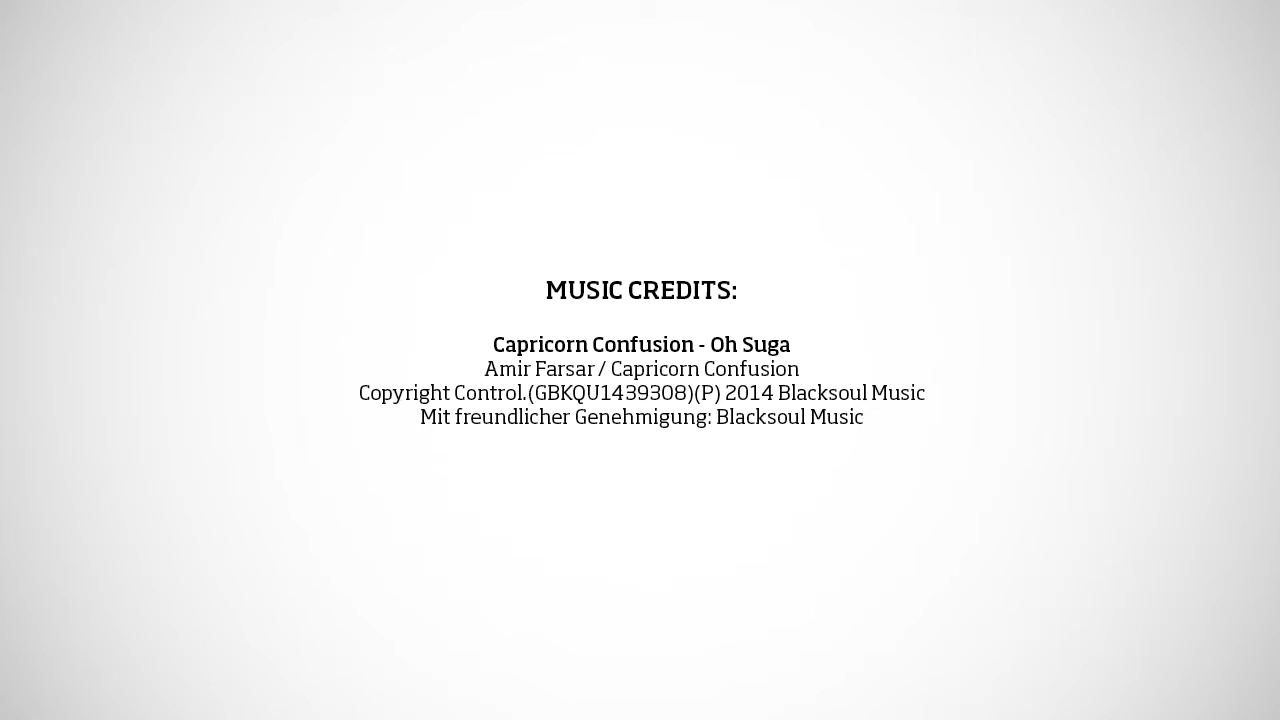 MUSIC CREDITS:
Capricorn Confusion - Oh Suga
Amir Farsar / Capricorn Confusion
Copyright Control.(GBKQU1439308)(P) 2014 Blacksoul Music
Mit freundlicher Genehmigung: Blacksoul Music